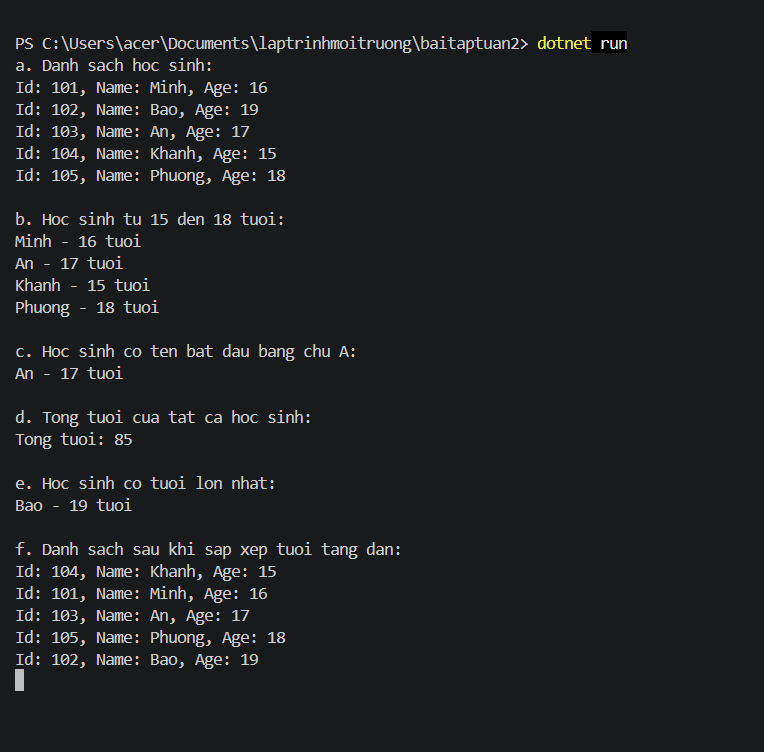 PS C:\Users\acer\Documents\laptrinhmoitruong\baitaptuan2> dotnet run
a. Danh sach hoc sinh:
Id: 101, Name: Minh, Age: 16
Id: 102, Name: Bao, Age: 19
Id: 103, Name: An, Age: 17
Id: 104, Name: Khanh, Age: 15
Id: 105, Name: Phuong, Age: 18
b. Hoc sinh tu 15 den 18 tuoi:
Minh - 16 tuoi
An - 17 tuoi
Khanh - 15 tuoi
Phuong - 18 tuoi
c. Hoc sinh co ten bat dau bang chu A:
An - 17 tuoi
d. Tong tuoi cua tat ca hoc sinh:
Tong tuoi: 85
e. Hoc sinh co tuoi lon nhat:
Bao - 19 tuoi
f. Danh sach sau khi sap xep tuoi tang dan:
Id: 104, Name: Khanh, Age: 15
Id: 101, Name: Minh, Age: 16
Id: 103, Name: An, Age: 17
Id: 105, Name: Phuong, Age: 18
Id: 102, Name: Bao, Age: 19